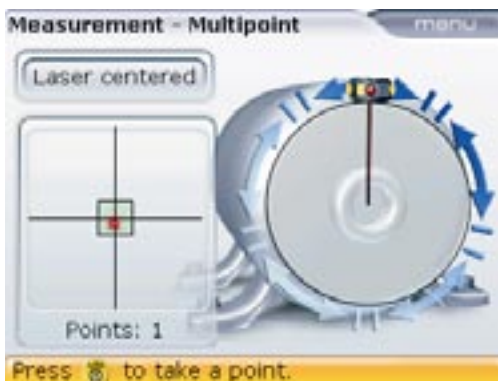 Measurement - Multipoint
menu
Laser centered
Points: 1
Press to take a point.